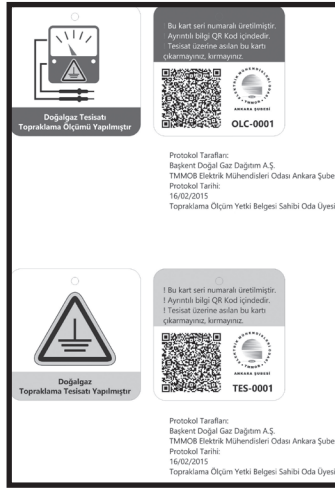 Doğalgaz Tesisatı
Topraklama Ölçümü Yapılmıştır
Bu kart seri numaralı üretilmiştir.
Ayrıntılı bilgi QR Kod içindedir.
Tesisat üzerine asılan bu kartı
çıkarmayınız, kırmayınız.
ANKARA ŞUBESİ
OLC-0001
Protokol Tarafları:
Başkent Doğal Gaz Dağıtım A.Ş.
TMMOB Elektrik Mühendisleri Odası Ankara Şube
Protokol Tarihi:
16/02/2015
Topraklama Ölçüm Yetki Belgesi Sahibi Oda Üyesi
Doğalgaz
Topraklama Tesisatı Yapılmıştır
! Bu kart seri numaralı üretilmiştir.
! Ayrıntılı bilgi QR Kod içindedir.
! Tesisat üzerine asılan bu kartı
çıkarmayınız, kırmayınız.
ANKARA ŞUBESİ
TES-0001
Protokol Tarafları:
Başkent Doğal Gaz Dağıtım A.Ş.
TMMOB Elektrik Mühendisleri Odası Ankara Şube
Protokol Tarihi:
16/02/2015
Topraklama Ölçüm Yetki Belgesi Sahibi Oda Üyesi